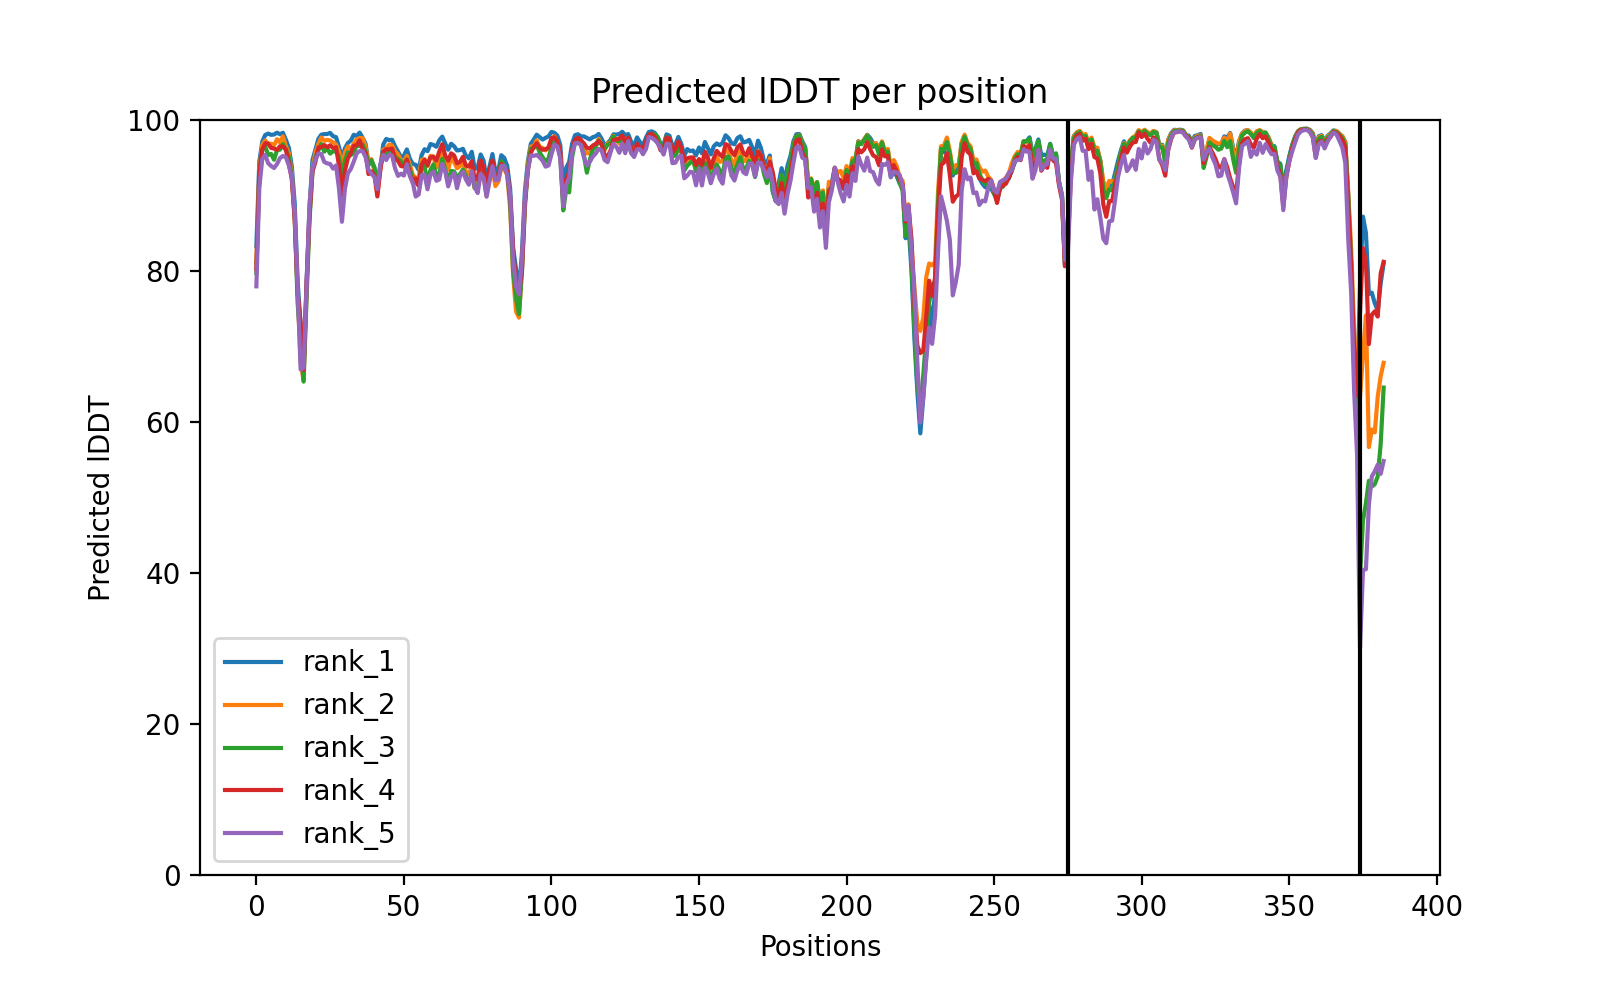 Predicted lDDT per position
100
80
60
40
20
0
Predicted lDDT
rank_1
rank_2
rank_3
rank_4
rank_5
0 50 100 150 200 250 300 350 400
Positions